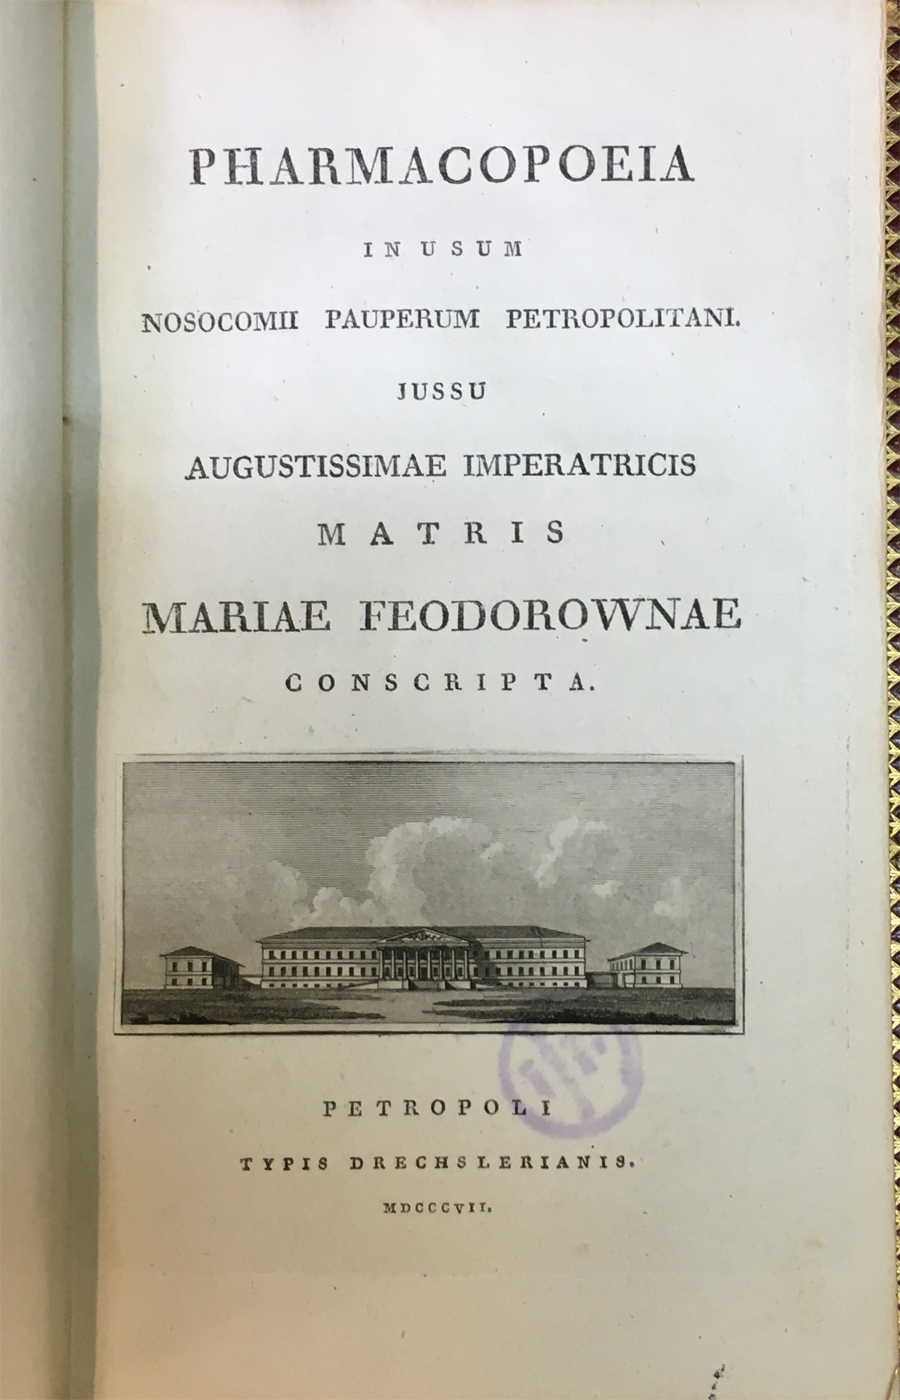 PHARMACOPOEIA
IN USUM
NOSOCOMII PAUPERUM PETROPOLITANI.
JUSSU
AUGUSTISSIMAE IMPERATRICIS
MATRIS
MARIAE FEODOROWNAE
CONSCRIPTA.
PETROPOLI
TYPIS DRECHSLERIANIS.
MDCCCVII.